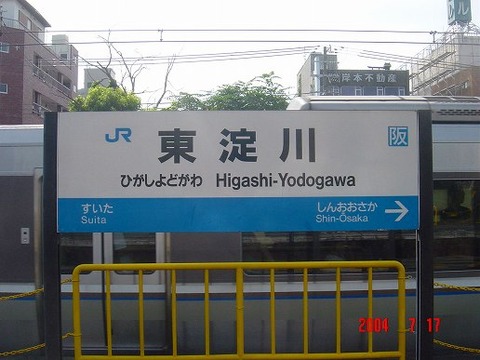 岸本不動産
JR 東淀川 阪
ひがしよどがわ Higashi-Yodogawa
すいた しんおおさか
Suita Shin-Ōsaka
2004 7 17